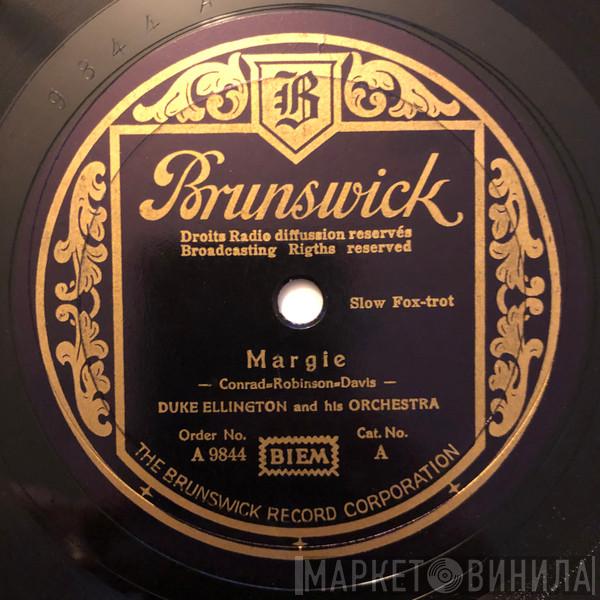 9844 A
B
Brunswick
Droits Radio diffussion reservés
Broadcasting Rigths reserved
Slow Fox-trot
Margie
— Conrad=Robinson=Davis —
DUKE ELLINGTON and his ORCHESTRA
Order No.
A 9844
BIEM
Cat. No.
A
THE BRUNSWICK RECORD CORPORATION
МАРКЕТ ВИНИЛА